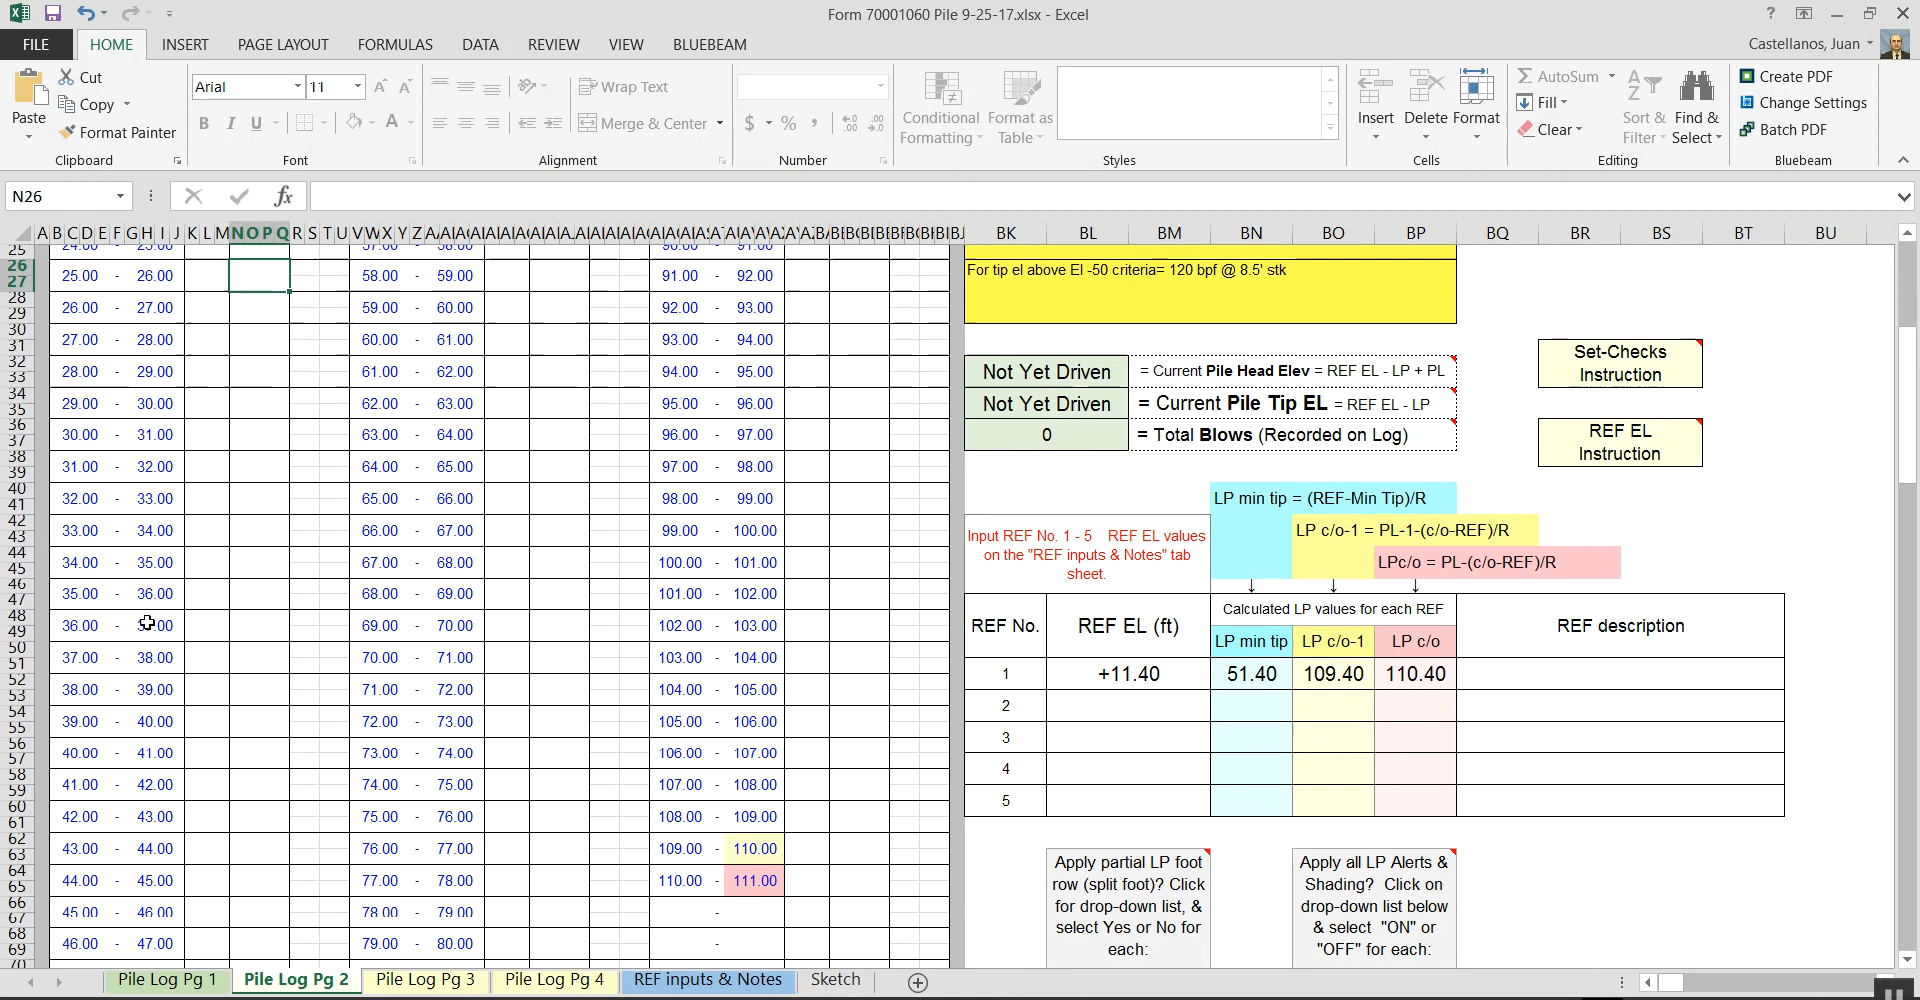 Form 70001060 Pile 9-25-17.xlsx - Excel
FILE HOME INSERT PAGE LAYOUT FORMULAS DATA REVIEW VIEW BLUEBEAM Castellanos, Juan
Paste Cut Copy Format Painter Clipboard
Arial 11 B I U A Font
Wrap Text Merge & Center Alignment
$ % , Number
Conditional Formatting Format as Table Styles
Insert Delete Format Cells
AutoSum Fill Clear Sort & Filter Find & Select Editing
Create PDF Change Settings Batch PDF Bluebeam
N26 fx
BK BL BM BN BO BP BQ BR BS BT BU
25.00 - 26.00 58.00 - 59.00 91.00 - 92.00
26.00 - 27.00 59.00 - 60.00 92.00 - 93.00
27.00 - 28.00 60.00 - 61.00 93.00 - 94.00
28.00 - 29.00 61.00 - 62.00 94.00 - 95.00
29.00 - 30.00 62.00 - 63.00 95.00 - 96.00
30.00 - 31.00 63.00 - 64.00 96.00 - 97.00
31.00 - 32.00 64.00 - 65.00 97.00 - 98.00
32.00 - 33.00 65.00 - 66.00 98.00 - 99.00
33.00 - 34.00 66.00 - 67.00 99.00 - 100.00
34.00 - 35.00 67.00 - 68.00 100.00 - 101.00
35.00 - 36.00 68.00 - 69.00 101.00 - 102.00
36.00 - 69.00 - 70.00 102.00 - 103.00
37.00 - 38.00 70.00 - 71.00 103.00 - 104.00
38.00 - 39.00 71.00 - 72.00 104.00 - 105.00
39.00 - 40.00 72.00 - 73.00 105.00 - 106.00
40.00 - 41.00 73.00 - 74.00 106.00 - 107.00
41.00 - 42.00 74.00 - 75.00 107.00 - 108.00
42.00 - 43.00 75.00 - 76.00 108.00 - 109.00
43.00 - 44.00 76.00 - 77.00 109.00 - 110.00
44.00 - 45.00 77.00 - 78.00 110.00 - 111.00
45.00 - 46.00 78.00 - 79.00 -
46.00 - 47.00 79.00 - 80.00 -
For tip el above El -50 criteria= 120 bpf @ 8.5' stk
Not Yet Driven = Current Pile Head Elev = REF EL - LP + PL
Not Yet Driven = Current Pile Tip EL = REF EL - LP
0 = Total Blows (Recorded on Log)
Set-Checks
Instruction
REF EL
Instruction
LP min tip = (REF-Min Tip)/R
LP c/o-1 = PL-1-(c/o-REF)/R
LPc/o = PL-(c/o-REF)/R
Input REF No. 1 - 5 REF EL values
on the "REF inputs & Notes" tab
sheet.
↓ ↓ ↓
REF No. REF EL (ft) Calculated LP values for each REF REF description
LP min tip LP c/o-1 LP c/o
1 +11.40 51.40 109.40 110.40
2
3
4
5
Apply partial LP foot
row (split foot)? Click
for drop-down list, &
select Yes or No for
each:
Apply all LP Alerts &
Shading? Click on
drop-down list below
& select "ON" or
"OFF" for each:
Pile Log Pg 1 Pile Log Pg 2 Pile Log Pg 3 Pile Log Pg 4 REF inputs & Notes Sketch